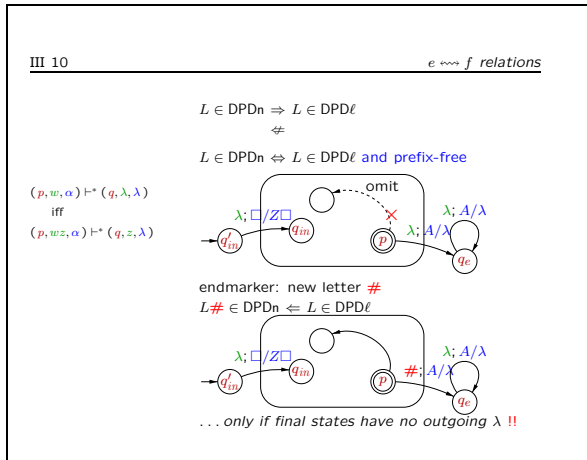 III 10
e ⇝ f relations
L ∈ DPDn ⇒ L ∈ DPDℓ
⇍
L ∈ DPDn ⇔ L ∈ DPDℓ and prefix-free
(p, w, α) ⊢* (q, λ, λ)
iff
(p, wz, α) ⊢* (q, z, λ)
omit
λ; □/Z□
λ; A/λ
λ; A/λ
q′in
qin
p
qe
endmarker: new letter #
L# ∈ DPDn ⇐ L ∈ DPDℓ
λ; □/Z□
#; A/λ
λ; A/λ
q′in
qin
p
qe
... only if final states have no outgoing λ !!